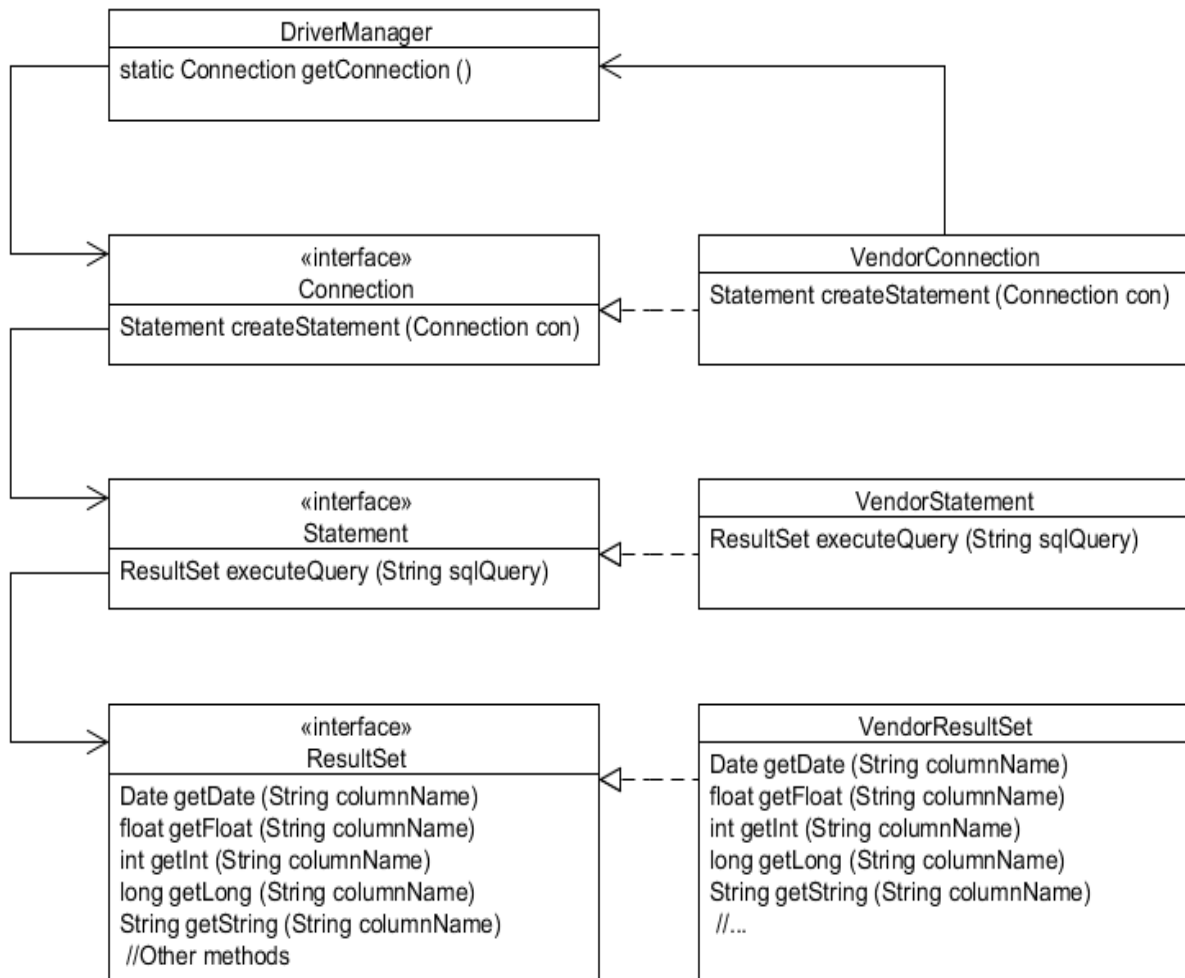 DriverManager
static Connection getConnection ()
«interface»
Connection
Statement createStatement (Connection con)
VendorConnection
Statement createStatement (Connection con)
«interface»
Statement
ResultSet executeQuery (String sqlQuery)
VendorStatement
ResultSet executeQuery (String sqlQuery)
«interface»
ResultSet
Date getDate (String columnName)
float getFloat (String columnName)
int getInt (String columnName)
long getLong (String columnName)
String getString (String columnName)
//Other methods
VendorResultSet
Date getDate (String columnName)
float getFloat (String columnName)
int getInt (String columnName)
long getLong (String columnName)
String getString (String columnName)
//...